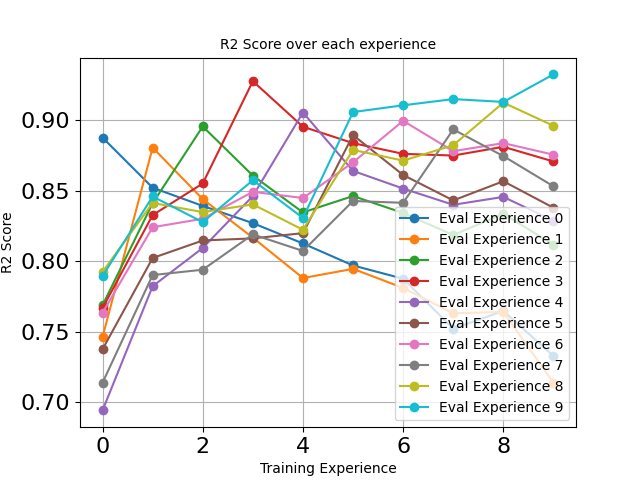 R2 Score over each experience
R2 Score
0.90
0.85
0.80
0.75
0.70
0
2
4
6
8
Training Experience
Eval Experience 0
Eval Experience 1
Eval Experience 2
Eval Experience 3
Eval Experience 4
Eval Experience 5
Eval Experience 6
Eval Experience 7
Eval Experience 8
Eval Experience 9